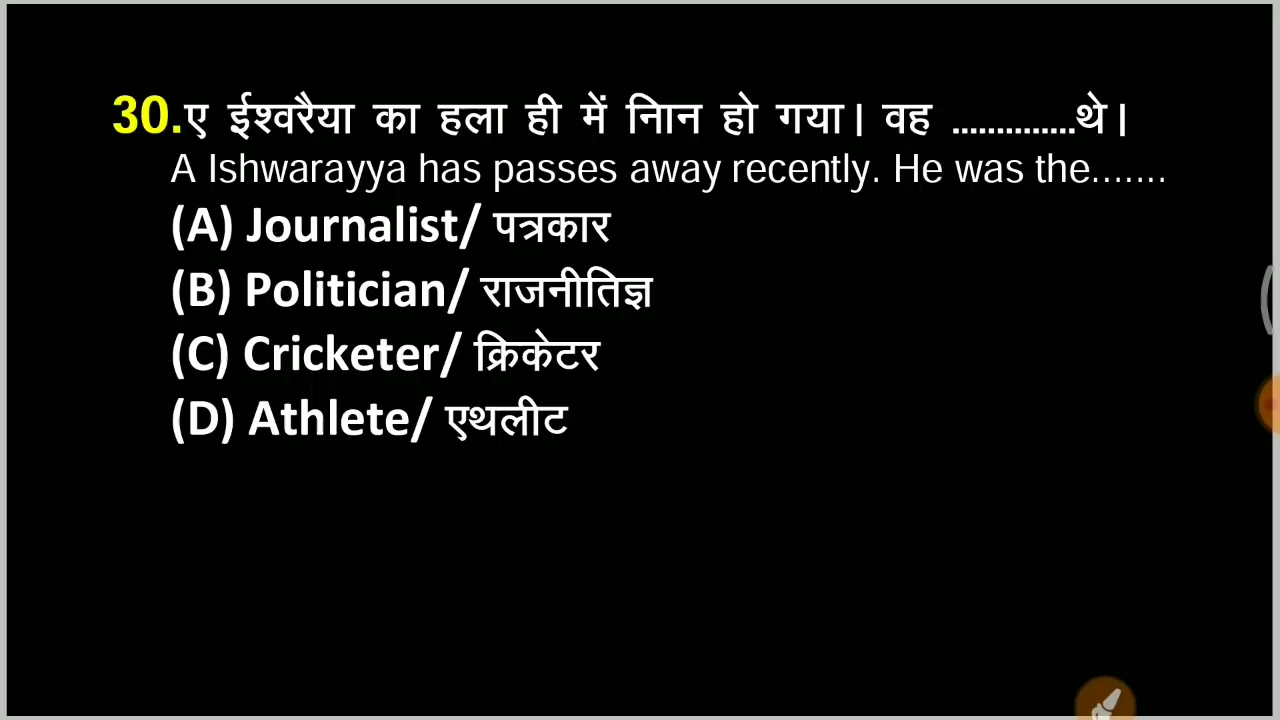 30.ए ईश्वरैया का हला ही में निान हो गया। वह ..............थे।
A Ishwarayya has passes away recently. He was the.......
(A) Journalist/ पत्रकार
(B) Politician/ राजनीतिज्ञ
(C) Cricketer/ क्रिकेटर
(D) Athlete/ एथलीट